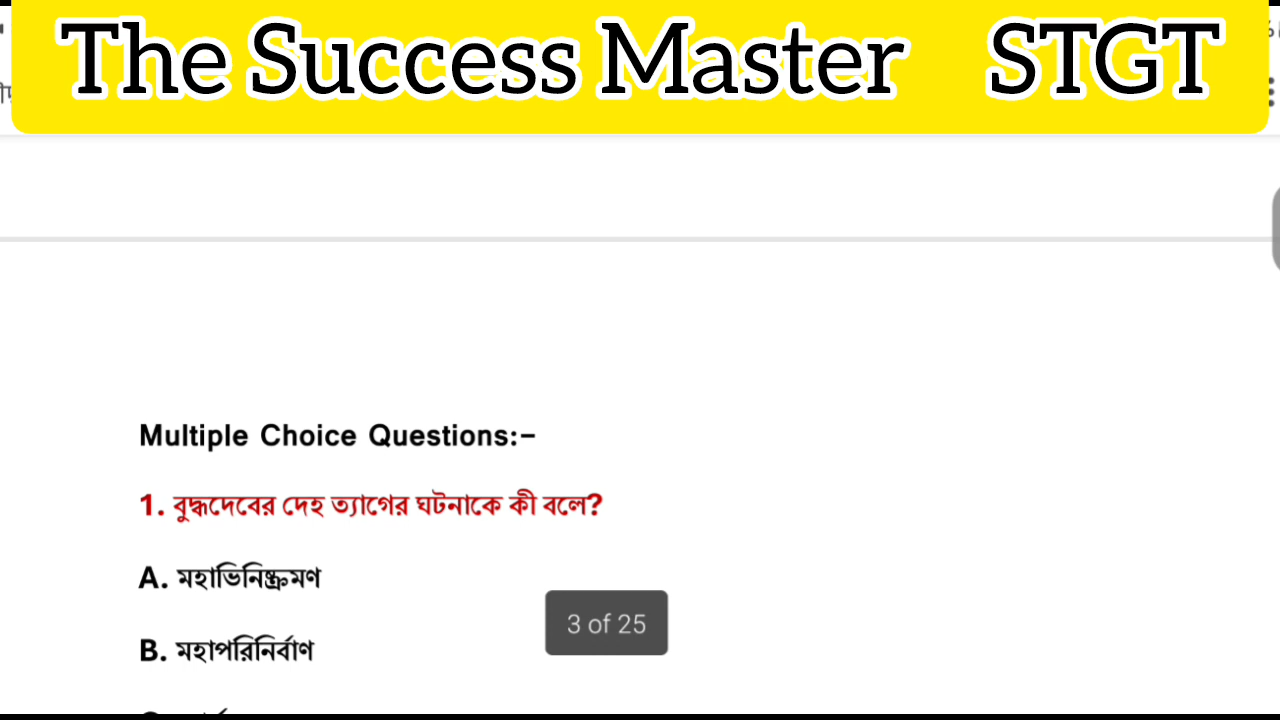 The Success Master STGT
Multiple Choice Questions:-
1. বুদ্ধদেবের দেহ ত্যাগের ঘটনাকে কী বলে?
A. মহাভিনিষ্ক্রমণ
3 of 25
B. মহাপরিনির্বাণ